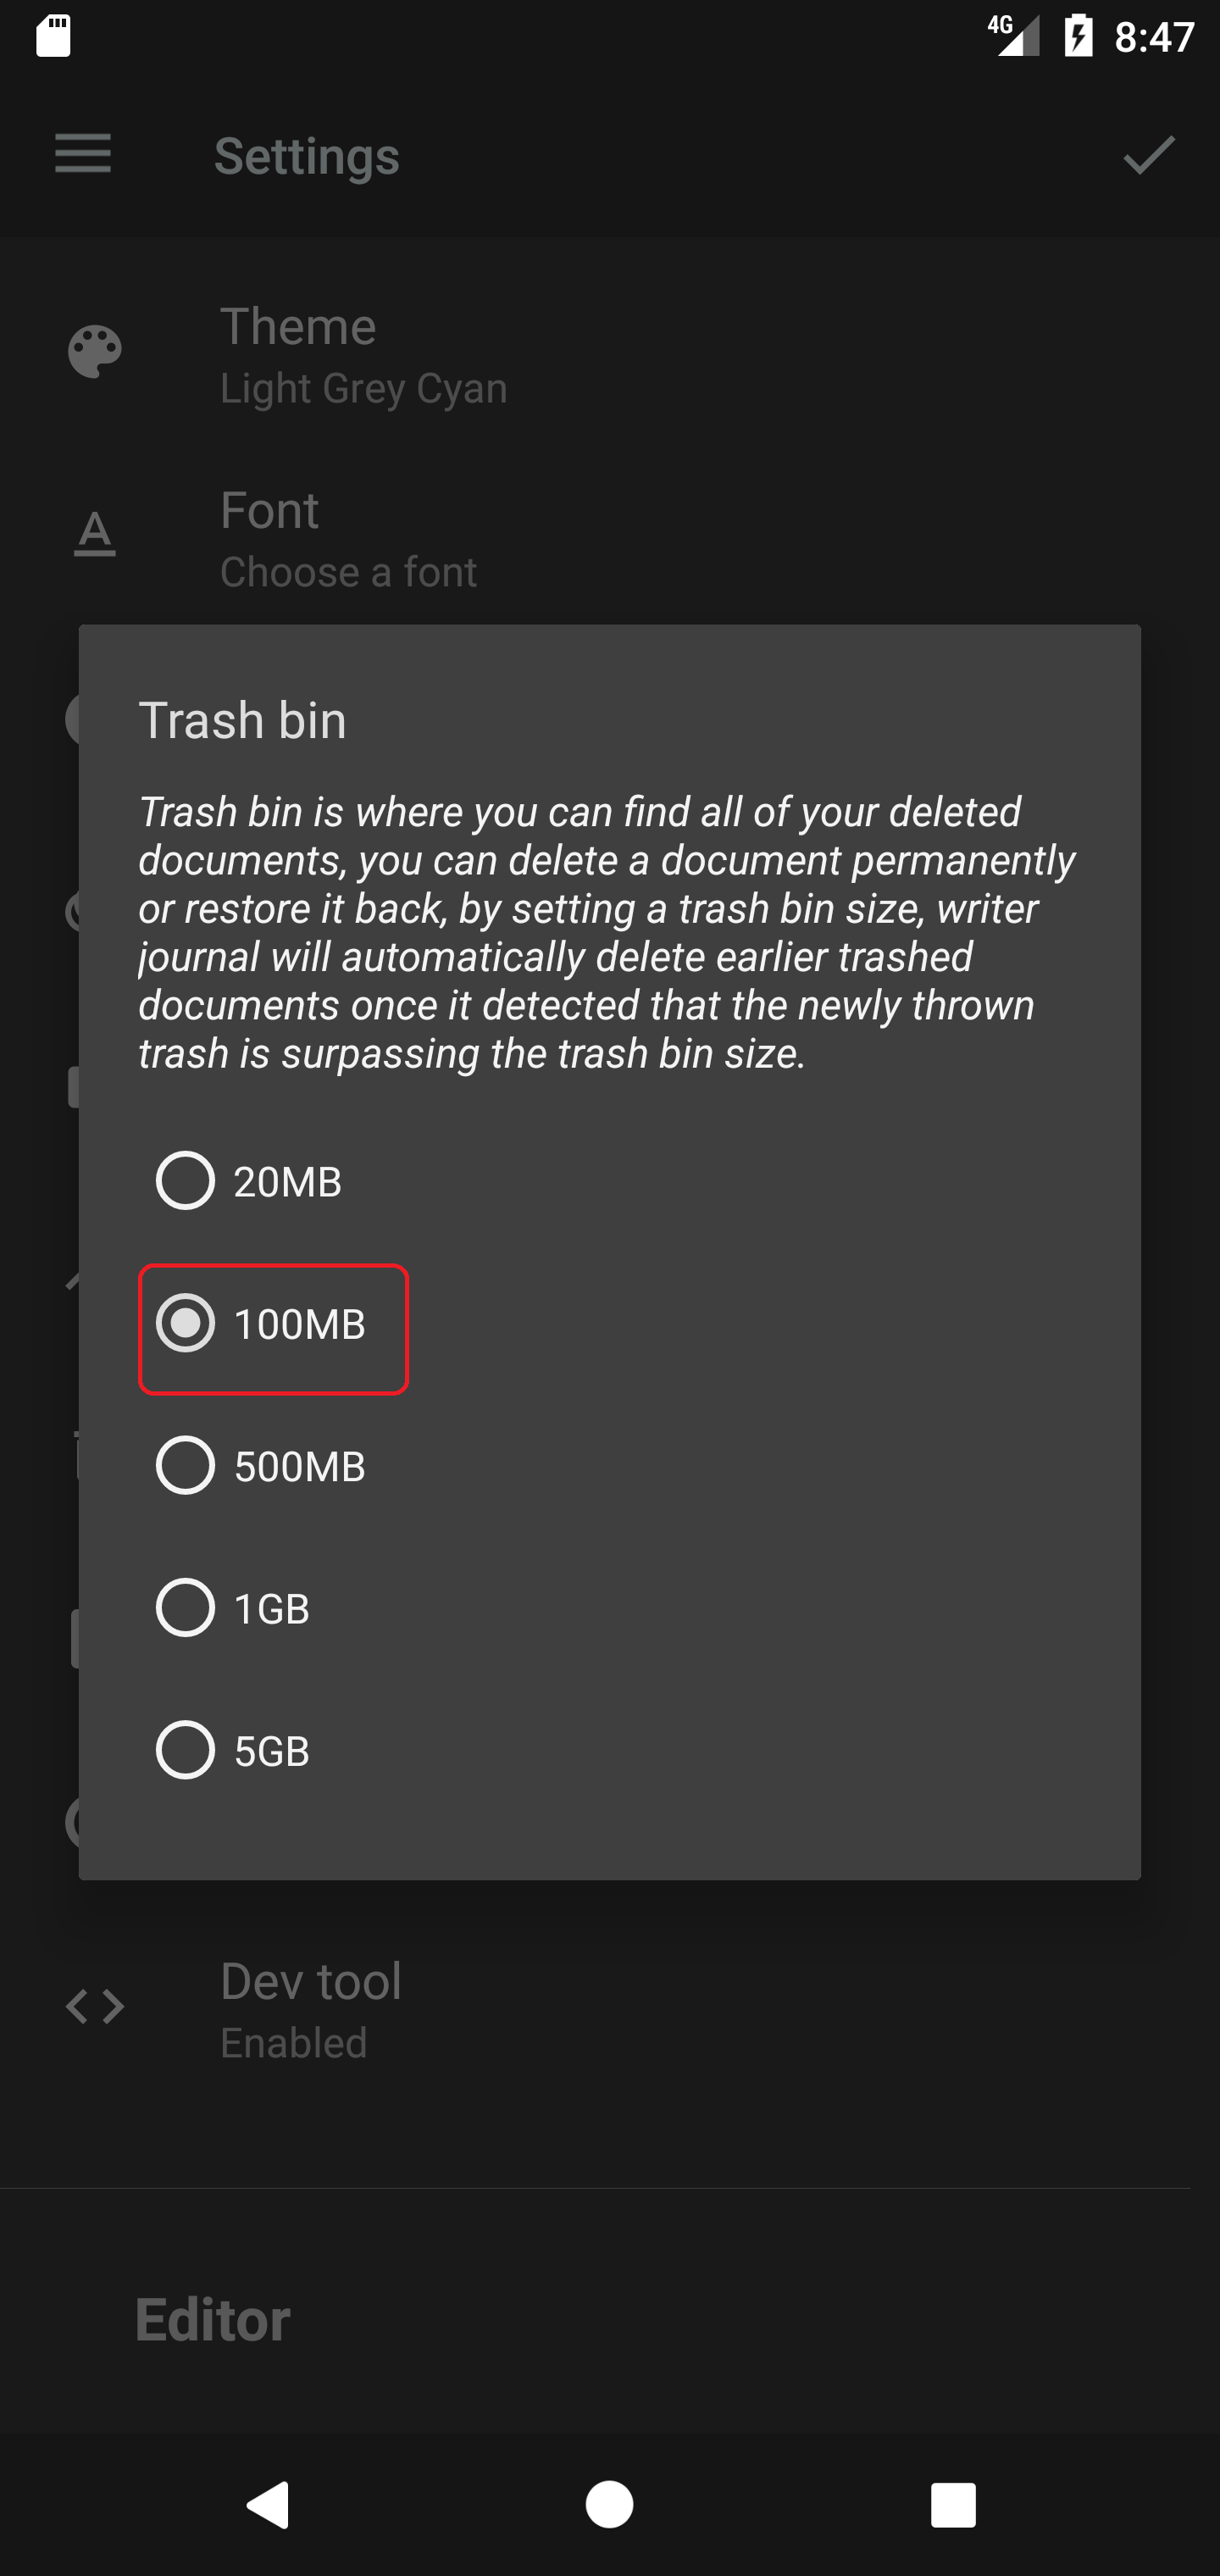 4G 8:47
Settings
Theme
Light Grey Cyan
Font
Choose a font
Trash bin
Trash bin is where you can find all of your deleted
documents, you can delete a document permanently
or restore it back, by setting a trash bin size, writer
journal will automatically delete earlier trashed
documents once it detected that the newly thrown
trash is surpassing the trash bin size.
20MB
100MB
500MB
1GB
5GB
Dev tool
Enabled
Editor